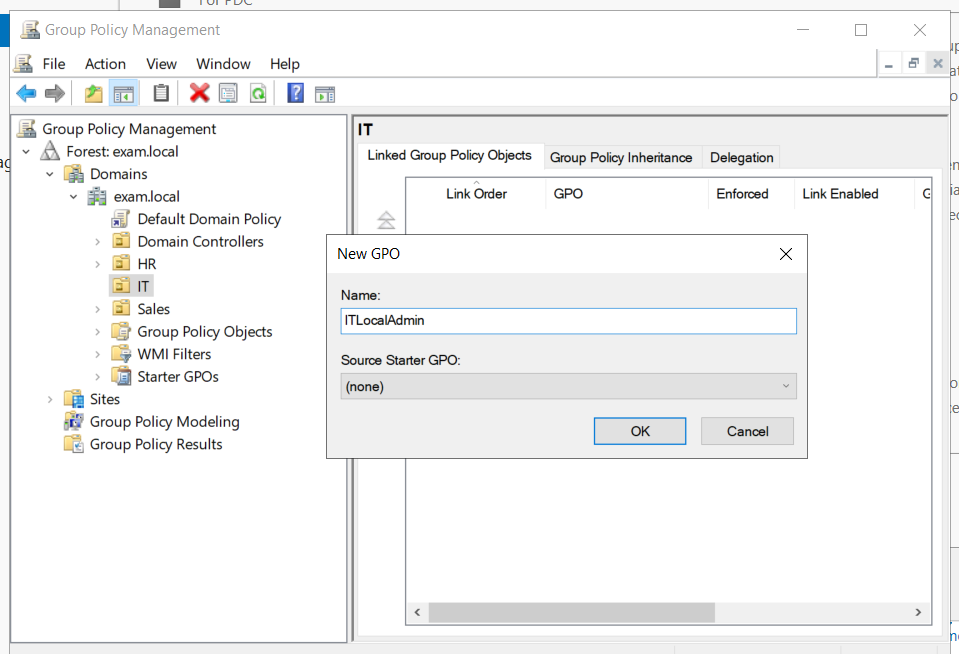 For PDC
Group Policy Management
File Action View Window Help
Group Policy Management
Forest: exam.local
Domains
exam.local
Default Domain Policy
Domain Controllers
HR
IT
Sales
Group Policy Objects
WMI Filters
Starter GPOs
Sites
Group Policy Modeling
Group Policy Results
IT
Linked Group Policy Objects Group Policy Inheritance Delegation
Link Order GPO Enforced Link Enabled G
New GPO
Name:
ITLocalAdmin
Source Starter GPO:
(none)
OK Cancel